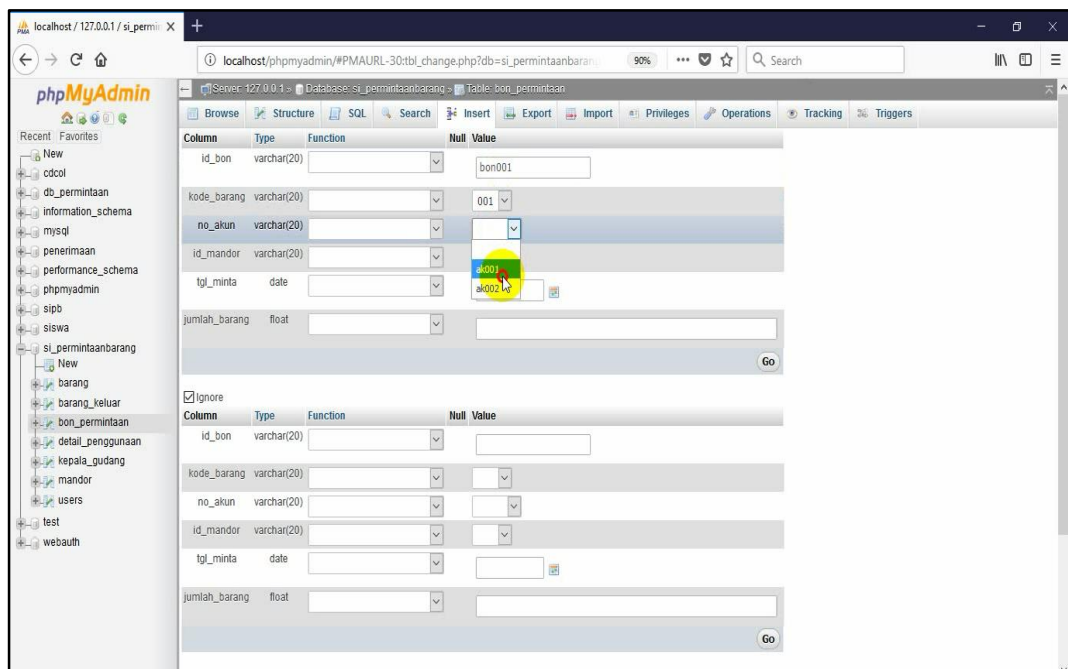 localhost / 127.0.0.1 / si_permi
localhost/phpmyadmin/#PMAURL-30:tbl_change.php?db=si_permintaanbaran
90%
Search
phpMyAdmin
Recent Favorites
New
cdcol
db_permintaan
information_schema
mysql
penerimaan
performance_schema
phpmyadmin
sipb
siswa
si_permintaanbarang
New
barang
barang_keluar
bon_permintaan
detail_penggunaan
kepala_gudang
mandor
users
test
webauth
Server: 127.0.0.1 » Database: si_permintaanbarang » Table: bon_permintaan
Browse Structure SQL Search Insert Export Import Privileges Operations Tracking Triggers
Column Type Function Null Value
id_bon varchar(20) bon001
kode_barang varchar(20) 001
no_akun varchar(20)
id_mandor varchar(20)
ak001
tgl_minta date
ak002
jumlah_barang float
Go
Ignore
Column Type Function Null Value
id_bon varchar(20)
kode_barang varchar(20)
no_akun varchar(20)
id_mandor varchar(20)
tgl_minta date
jumlah_barang float
Go